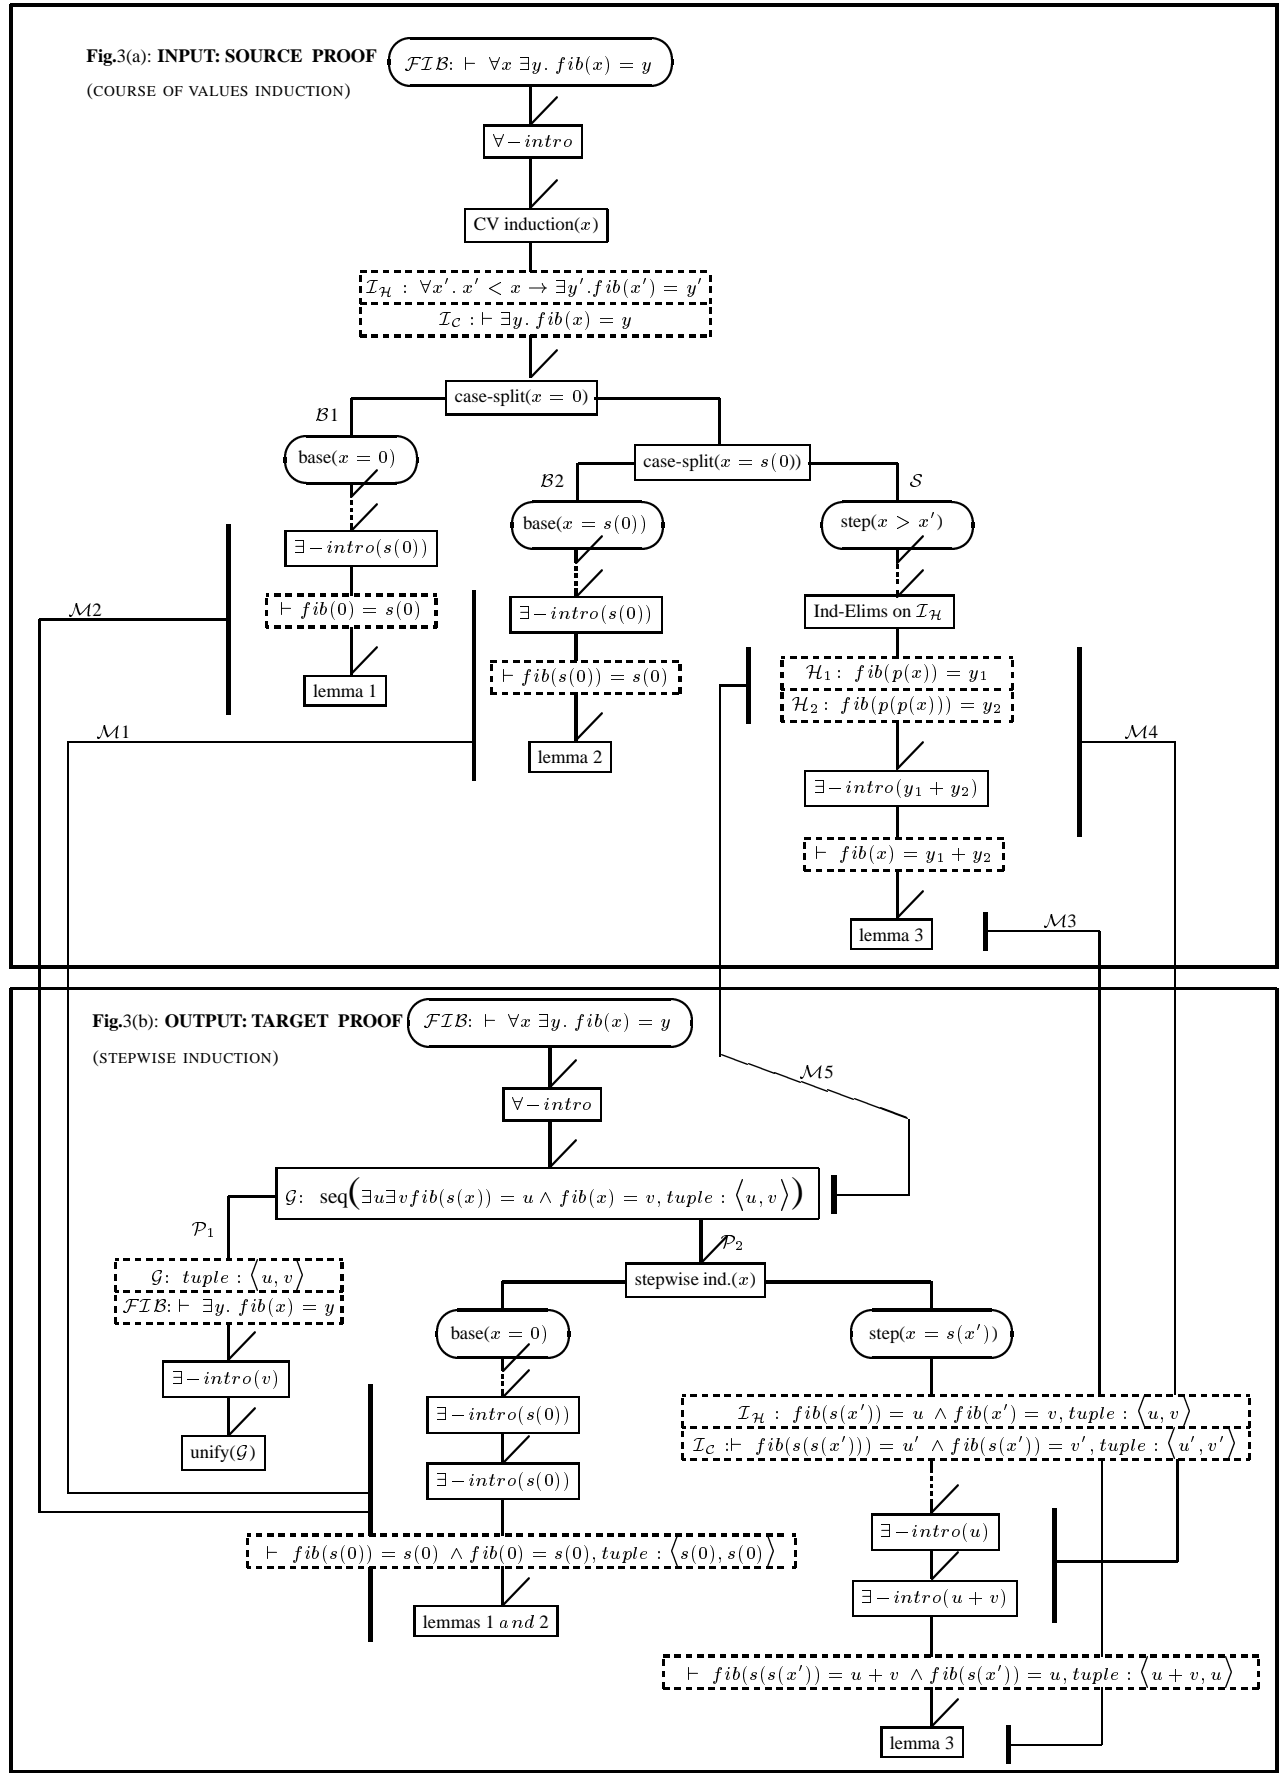 Fig.3(a): INPUT: SOURCE PROOF
(COURSE OF VALUES INDUCTION)
FIB: ⊢ ∀x ∃y. fib(x) = y
∀−intro
CV induction(x)
I_H : ∀x′. x′ < x → ∃y′.fib(x′) = y′
I_C : ⊢ ∃y. fib(x) = y
case-split(x = 0)
B1
base(x = 0)
case-split(x = s(0))
B2
S
base(x = s(0))
step(x > x′)
∃−intro(s(0))
M2
⊢ fib(0) = s(0)
∃−intro(s(0))
Ind-Elims on I_H
lemma 1
⊢ fib(s(0)) = s(0)
H₁: fib(p(x)) = y₁
H₂: fib(p(p(x))) = y₂
M1
M4
lemma 2
∃−intro(y₁ + y₂)
⊢ fib(x) = y₁ + y₂
lemma 3
M3
Fig.3(b): OUTPUT: TARGET PROOF
(STEPWISE INDUCTION)
FIB: ⊢ ∀x ∃y. fib(x) = y
M5
∀−intro
G: seq(∃u∃vfib(s(x)) = u ∧ fib(x) = v, tuple : ⟨u, v⟩)
P₁
P₂
G: tuple : ⟨u, v⟩
FIB: ⊢ ∃y. fib(x) = y
stepwise ind.(x)
base(x = 0)
step(x = s(x′))
∃−intro(v)
unify(G)
∃−intro(s(0))
∃−intro(s(0))
I_H : fib(s(x′)) = u ∧ fib(x′) = v, tuple : ⟨u, v⟩
I_C :⊢ fib(s(s(x′))) = u′ ∧ fib(s(x′)) = v′, tuple : ⟨u′, v′⟩
∃−intro(u)
⊢ fib(s(0)) = s(0) ∧ fib(0) = s(0), tuple : ⟨s(0), s(0)⟩
∃−intro(u + v)
lemmas 1 and 2
⊢ fib(s(s(x′)) = u + v ∧ fib(s(x′)) = u, tuple : ⟨u + v, u⟩
lemma 3